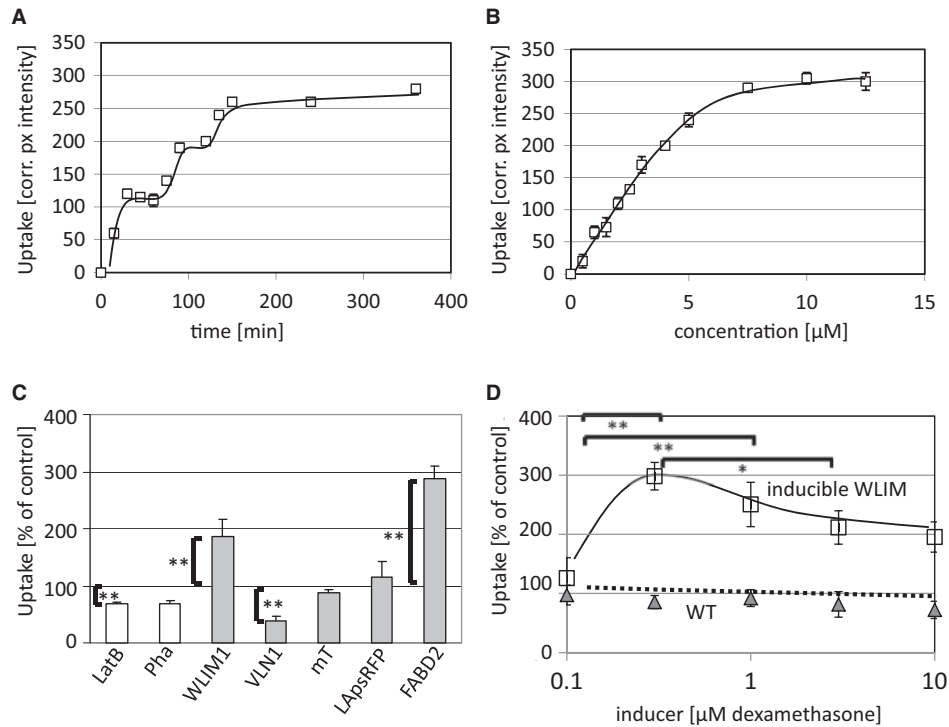 A
350
300
250
200
150
100
50
0
Uptake [corr. px intensity]
0 100 200 300 400
time [min]
B
350
300
250
200
150
100
50
0
Uptake [corr. px intensity]
0 5 10 15
concentration [µM]
C
400
300
200
100
0
Uptake [% of control]
**
**
**
**
LatB Pha WLIM1 VLN1 mT LApsRFP FABD2
D
400
300
200
100
0
Uptake [% of control]
**
**
*
inducible WLIM
WT
0.1 1 10
inducer [µM dexamethasone]